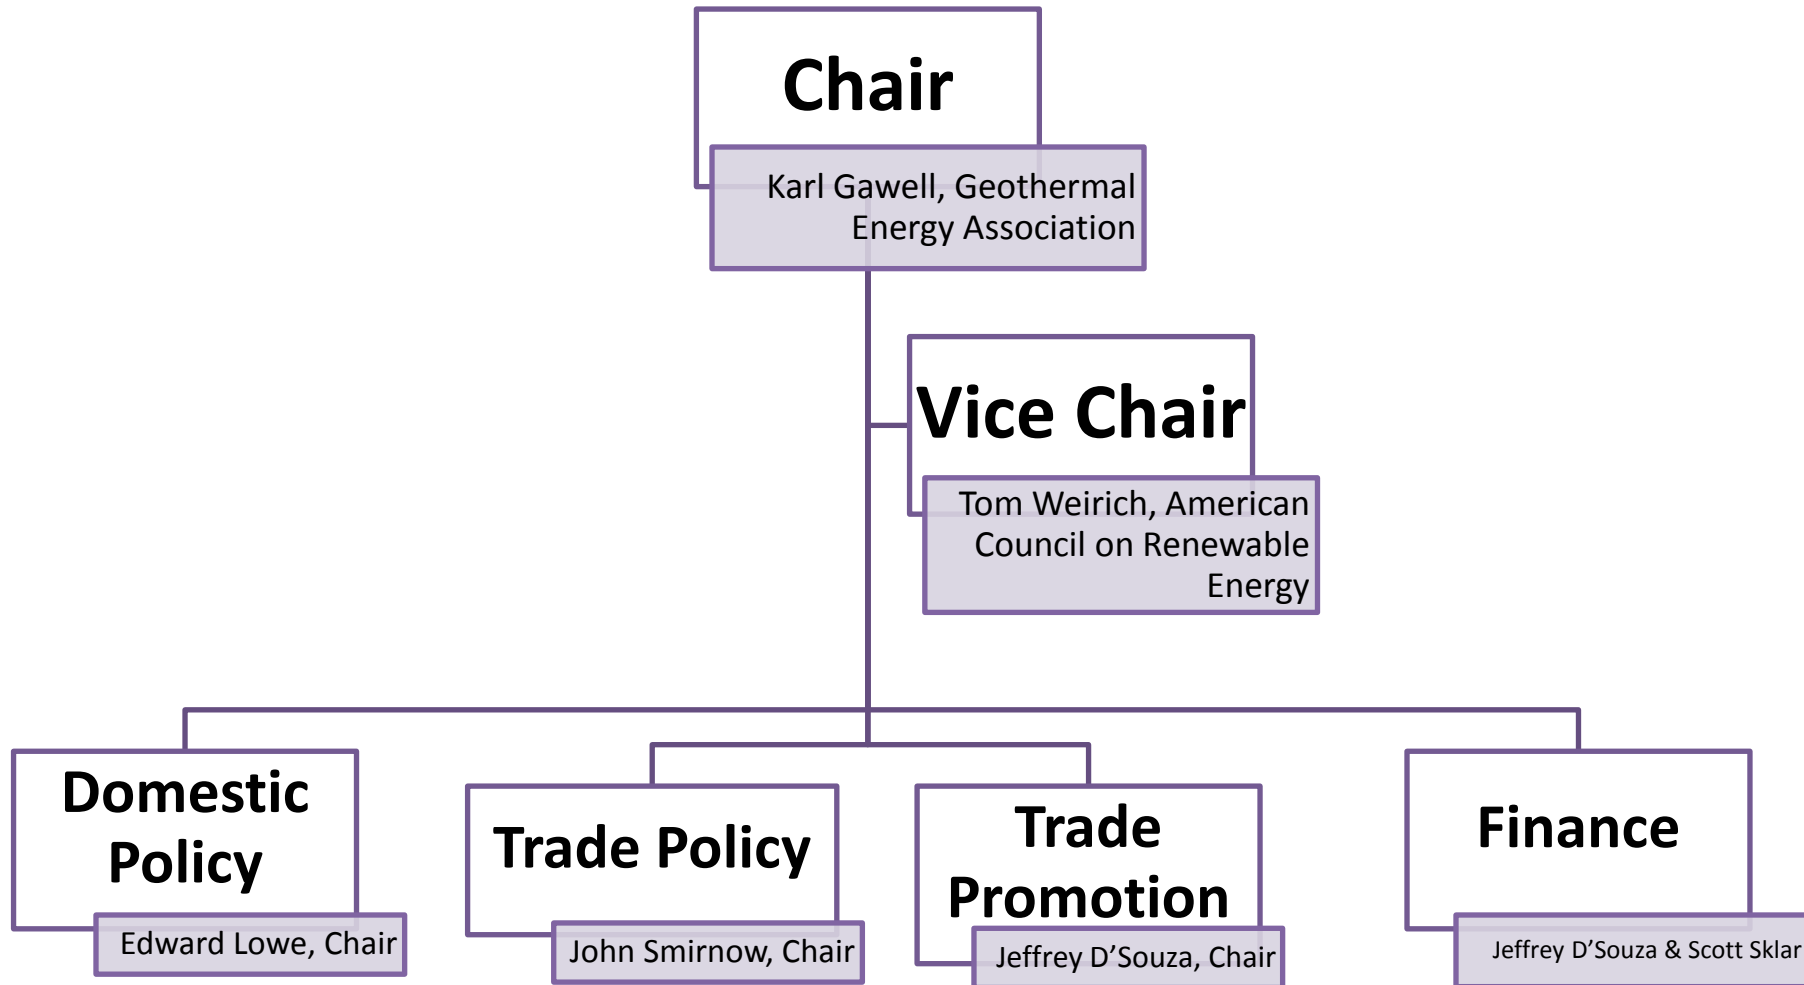 Chair
Karl Gawell, Geothermal
Energy Association
Vice Chair
Tom Weirich, American
Council on Renewable
Energy
Domestic
Policy
Edward Lowe, Chair
Trade Policy
John Smirnow, Chair
Trade
Promotion
Jeffrey D’Souza, Chair
Finance
Jeffrey D’Souza & Scott Sklar